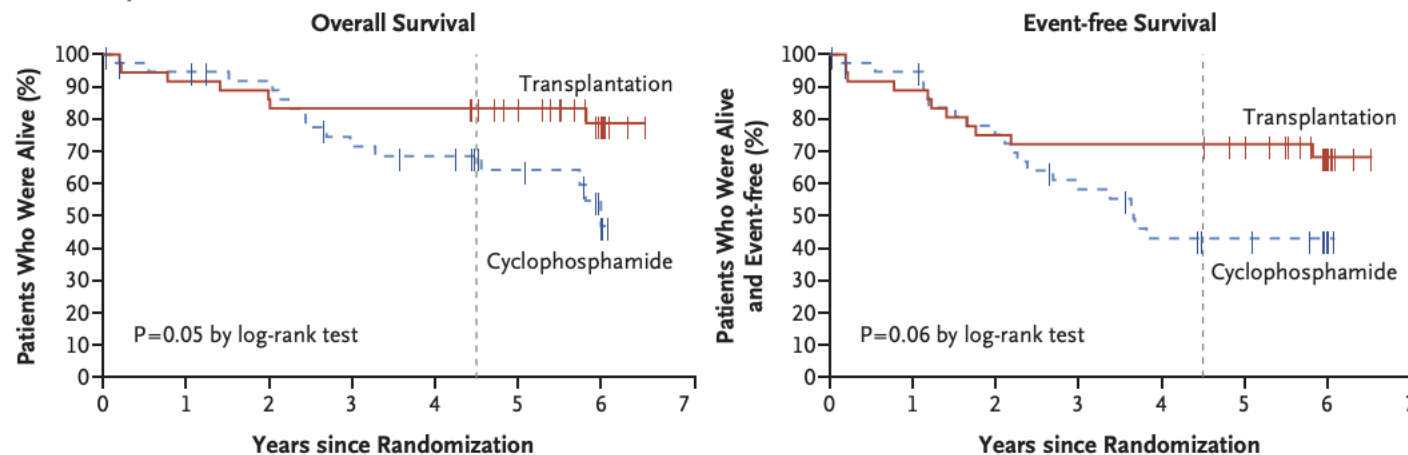 Overall Survival
Patients Who Were Alive (%)
100
90
80
70
60
50
40
30
20
10
0
Transplantation
Cyclophosphamide
P=0.05 by log-rank test
0 1 2 3 4 5 6 7
Years since Randomization
Event-free Survival
Patients Who Were Alive
and Event-free (%)
100
90
80
70
60
50
40
30
20
10
0
Transplantation
Cyclophosphamide
P=0.06 by log-rank test
0 1 2 3 4 5 6
Years since Randomization